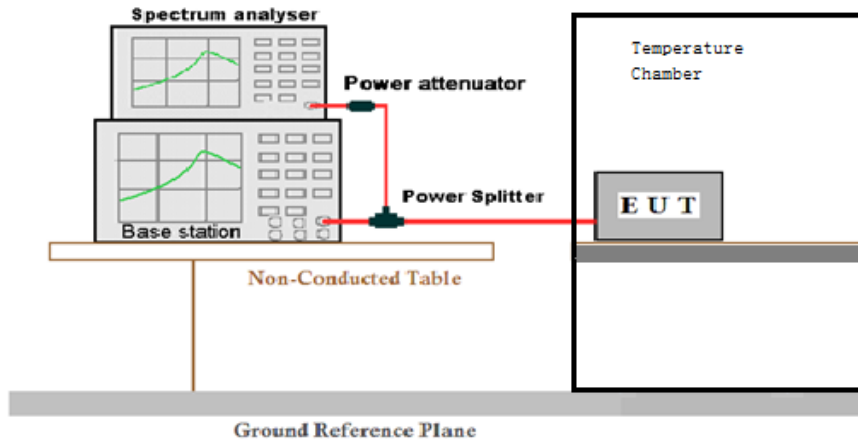 Spectrum analyser
Temperature
Chamber
Power attenuator
Power Splitter
E U T
Base station
Non-Conducted Table
Ground Reference Plane